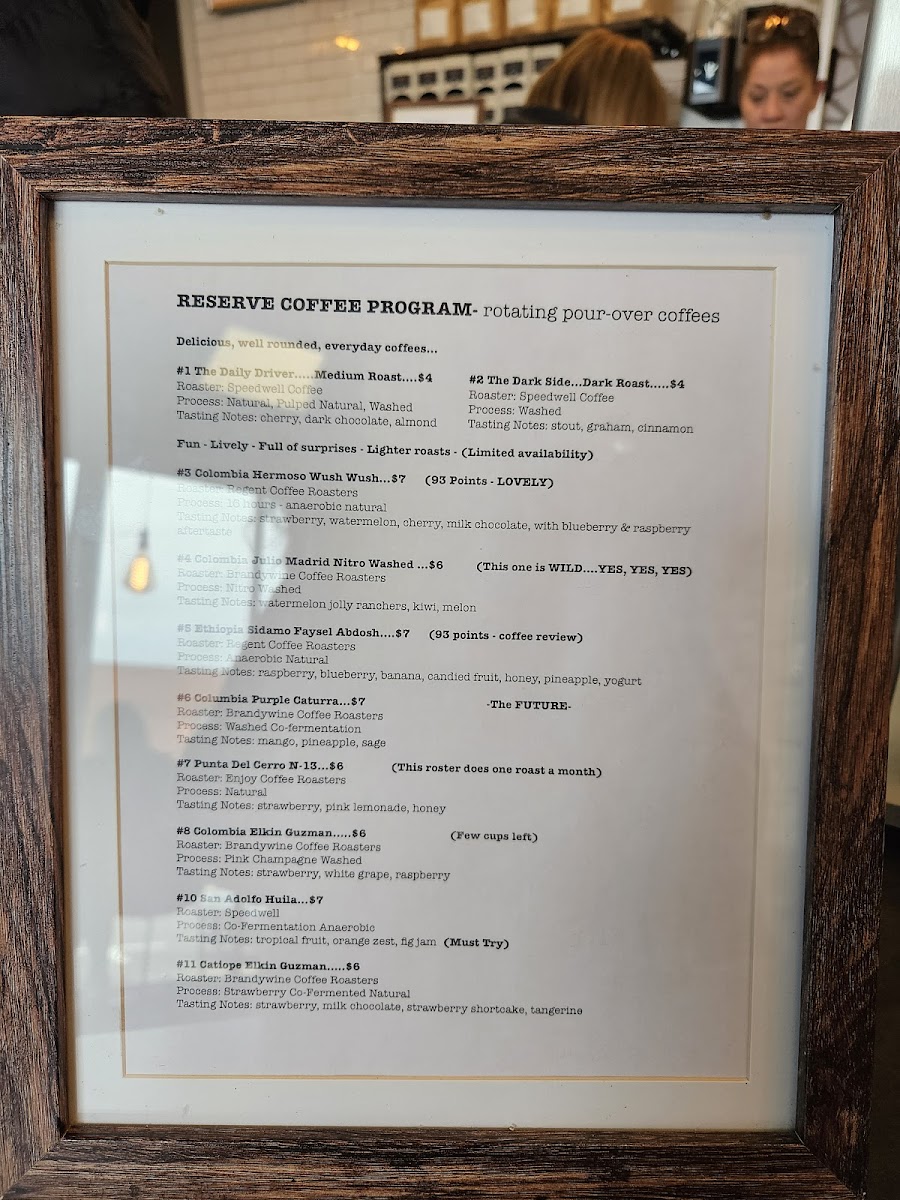 RESERVE COFFEE PROGRAM- rotating pour-over coffees
Delicious, well rounded, everyday coffees...
#1 The Daily Driver.....Medium Roast....$4
Roaster: Speedwell Coffee
Process: Natural, Pulped Natural, Washed
Tasting Notes: cherry, dark chocolate, almond
#2 The Dark Side...Dark Roast.....$4
Roaster: Speedwell Coffee
Process: Washed
Tasting Notes: stout, graham, cinnamon
Fun - Lively - Full of surprises - Lighter roasts - (Limited availability)
#3 Colombia Hermoso Wush Wush...$7 (93 Points - LOVELY)
Roaster: Regent Coffee Roasters
Process: 16 hours - anaerobic natural
Tasting Notes: strawberry, watermelon, cherry, milk chocolate, with blueberry & raspberry
aftertaste
#4 Colombia Julio Madrid Nitro Washed ...$6 (This one is WILD....YES, YES, YES)
Roaster: Brandywine Coffee Roasters
Process: Nitro Washed
Tasting Notes: watermelon jolly ranchers, kiwi, melon
#5 Ethiopia Sidamo Faysel Abdosh....$7 (93 points - coffee review)
Roaster: Regent Coffee Roasters
Process: Anaerobic Natural
Tasting Notes: raspberry, blueberry, banana, candied fruit, honey, pineapple, yogurt
#6 Columbia Purple Caturra...$7 -The FUTURE-
Roaster: Brandywine Coffee Roasters
Process: Washed Co-fermentation
Tasting Notes: mango, pineapple, sage
#7 Punta Del Cerro N-13...$6 (This roster does one roast a month)
Roaster: Enjoy Coffee Roasters
Process: Natural
Tasting Notes: strawberry, pink lemonade, honey
#8 Colombia Elkin Guzman.....$6 (Few cups left)
Roaster: Brandywine Coffee Roasters
Process: Pink Champagne Washed
Tasting Notes: strawberry, white grape, raspberry
#10 San Adolfo Huila...$7
Roaster: Speedwell
Process: Co-Fermentation Anaerobic
Tasting Notes: tropical fruit, orange zest, fig jam (Must Try)
#11 Catiope Elkin Guzman.....$6
Roaster: Brandywine Coffee Roasters
Process: Strawberry Co-Fermented Natural
Tasting Notes: strawberry, milk chocolate, strawberry shortcake, tangerine